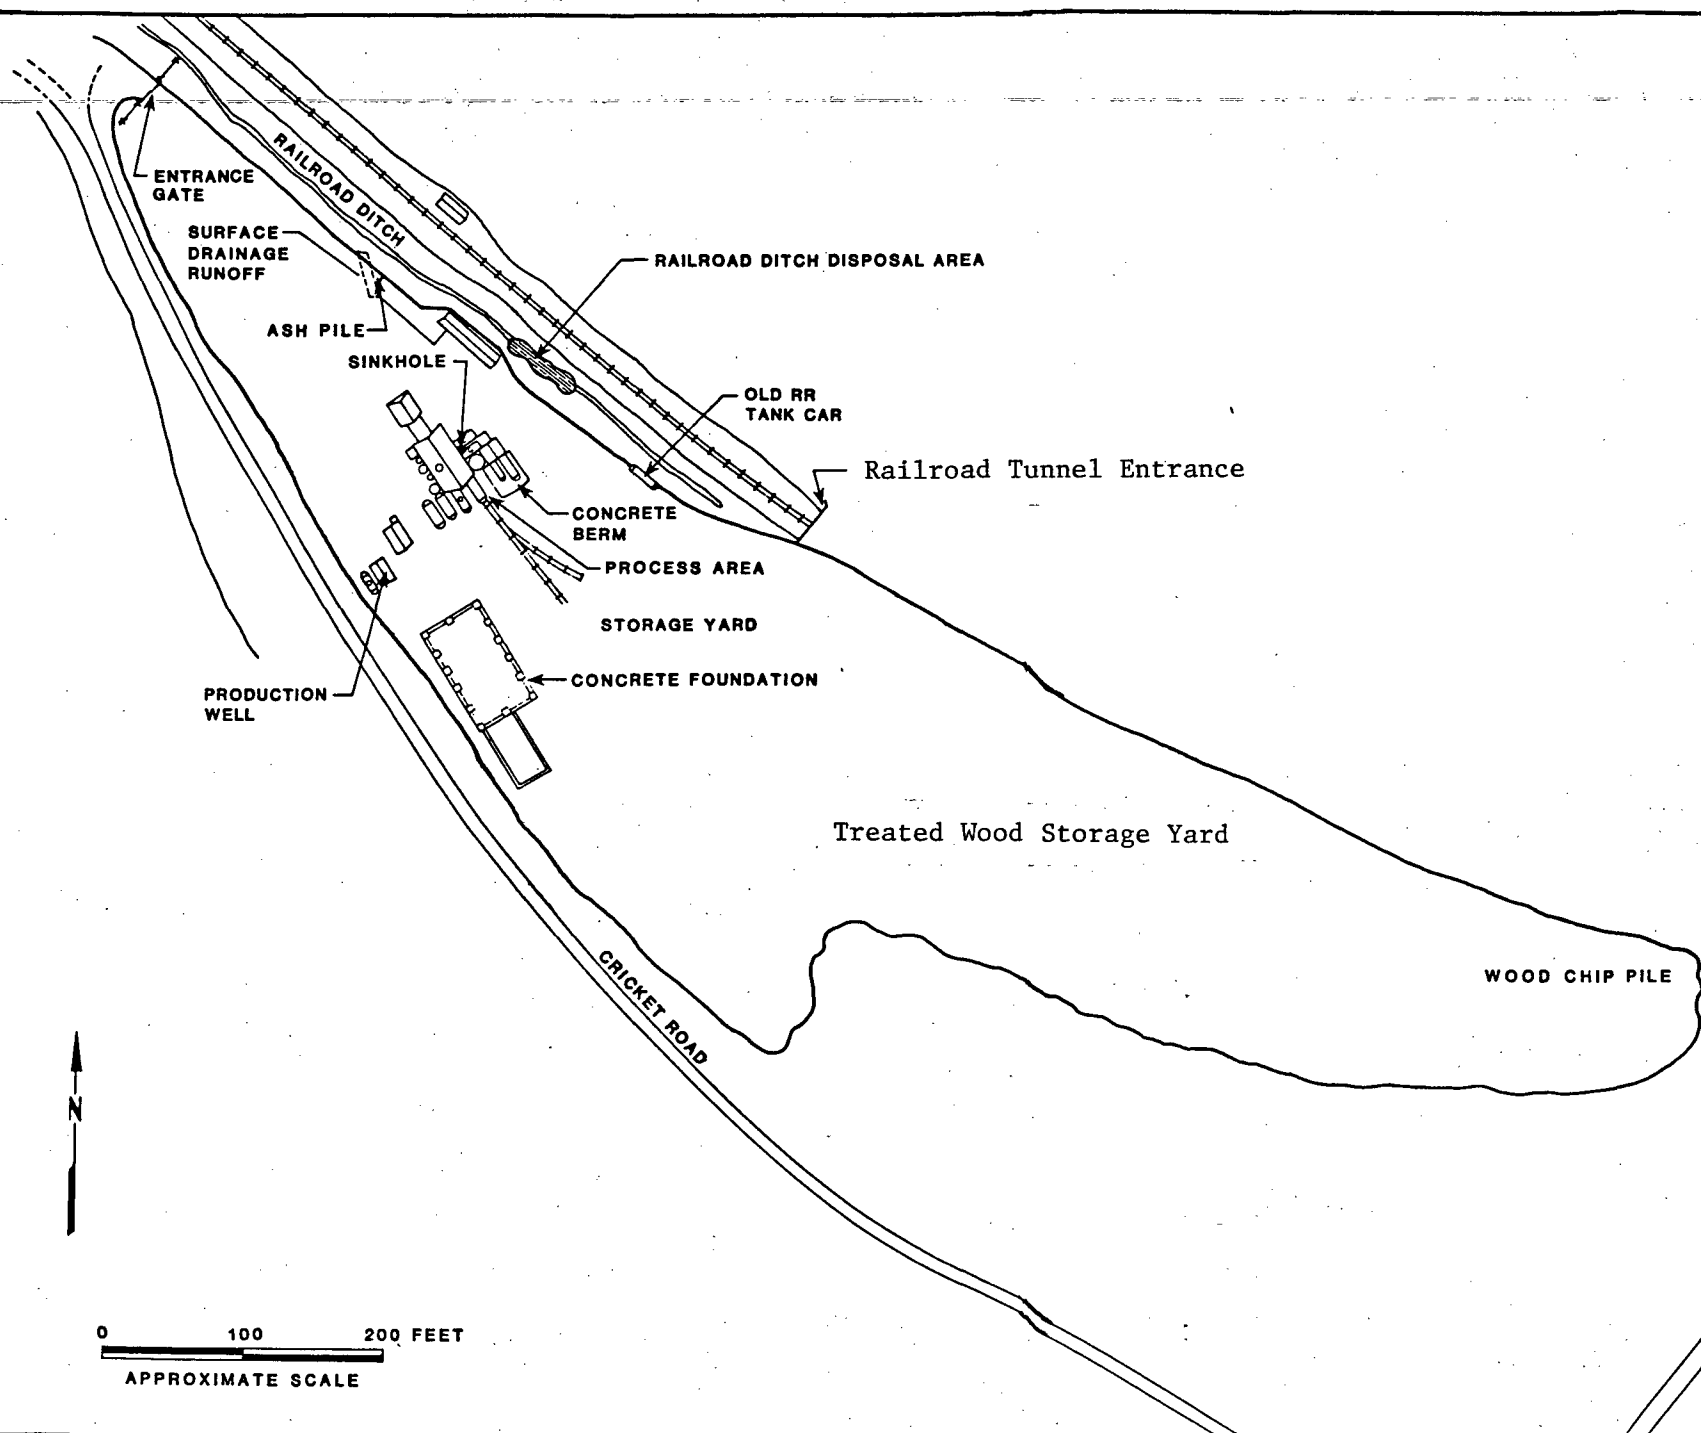 RAILROAD DITCH
ENTRANCE
GATE
SURFACE
DRAINAGE
RUNOFF
RAILROAD DITCH DISPOSAL AREA
ASH PILE
SINKHOLE
OLD RR
TANK CAR
Railroad Tunnel Entrance
CONCRETE
BERM
PROCESS AREA
STORAGE YARD
CONCRETE FOUNDATION
PRODUCTION
WELL
Treated Wood Storage Yard
CRICKET ROAD
WOOD CHIP PILE
N
0 100 200 FEET
APPROXIMATE SCALE